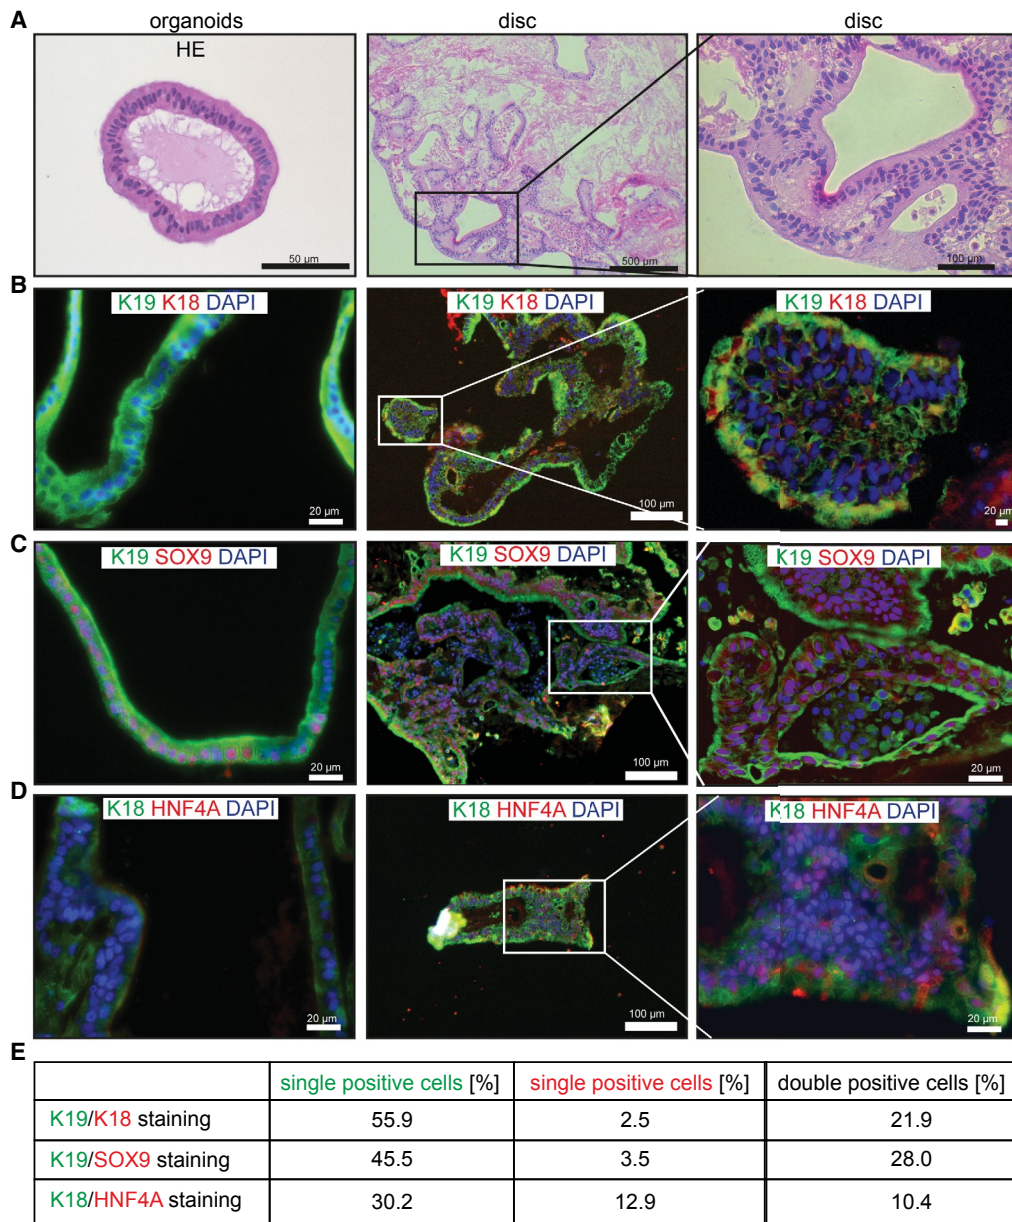 A
organoids
disc
disc
HE
50 µm
500 µm
100 µm
B
K19 K18 DAPI
K19 K18 DAPI
K19 K18 DAPI
20 µm
100 µm
20 µm
C
K19 SOX9 DAPI
K19 SOX9 DAPI
K19 SOX9 DAPI
20 µm
100 µm
20 µm
D
K18 HNF4A DAPI
K18 HNF4A DAPI
K18 HNF4A DAPI
20 µm
100 µm
20 µm
E
single positive cells [%] single positive cells [%] double positive cells [%]
K19/K18 staining 55.9 2.5 21.9
K19/SOX9 staining 45.5 3.5 28.0
K18/HNF4A staining 30.2 12.9 10.4